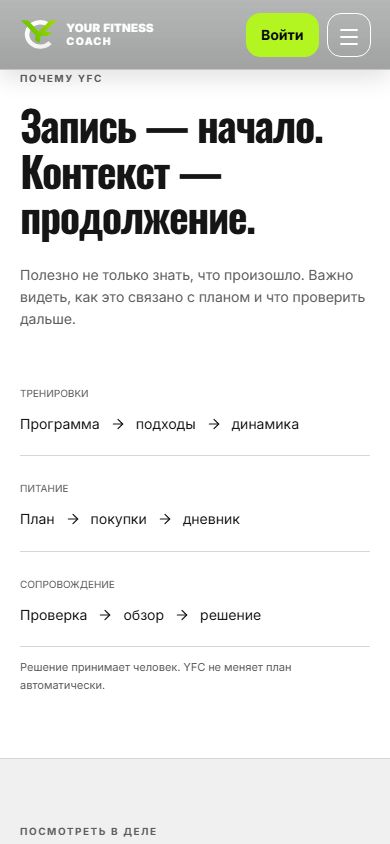 YOUR FITNESS
COACH
Войти
ПОЧЕМУ YFC
Запись — начало.
Контекст —
продолжение.
Полезно не только знать, что произошло. Важно
видеть, как это связано с планом и что проверить
дальше.
ТРЕНИРОВКИ
Программа → подходы → динамика
ПИТАНИЕ
План → покупки → дневник
СОПРОВОЖДЕНИЕ
Проверка → обзор → решение
Решение принимает человек. YFC не меняет план
автоматически.
ПОСМОТРЕТЬ В ДЕЛЕ